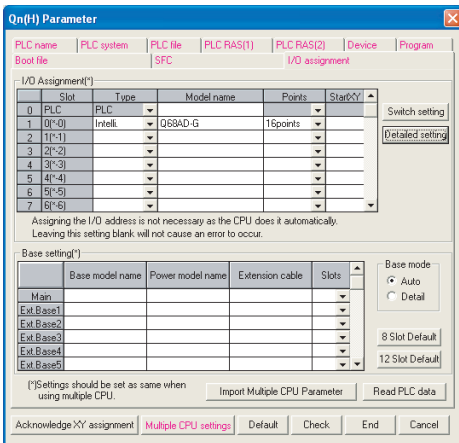 Qn(H) Parameter
PLC name PLC system PLC file PLC RAS(1) PLC RAS(2) Device Program
Boot file SFC I/O assignment
I/O Assignment(*)
Slot Type Model name Points StartXY
0 PLC PLC
1 0(*-0) Intelli. Q68AD-G 16points
2 1(*-1)
3 2(*-2)
4 3(*-3)
5 4(*-4)
6 5(*-5)
7 6(*-6)
Switch setting
Detailed setting
Assigning the I/O address is not necessary as the CPU does it automatically.
Leaving this setting blank will not cause an error to occur.
Base setting(*)
Base model name Power model name Extension cable Slots
Main
Ext.Base1
Ext.Base2
Ext.Base3
Ext.Base4
Ext.Base5
Base mode
Auto
Detail
8 Slot Default
12 Slot Default
(*)Settings should be set as same when
using multiple CPU.
Import Multiple CPU Parameter Read PLC data
Acknowledge XY assignment Multiple CPU settings Default Check End Cancel